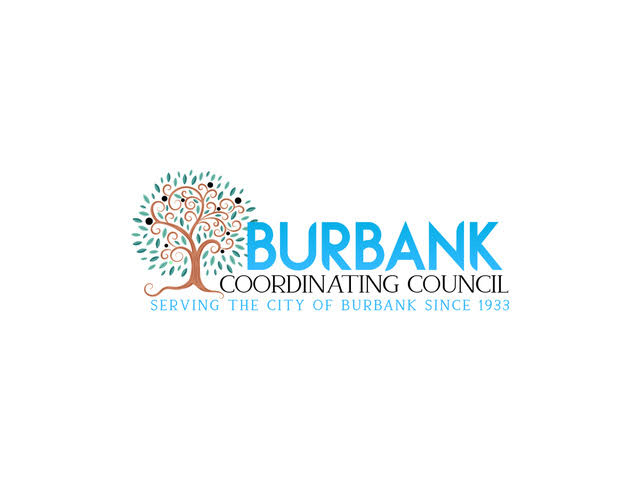 BURBANK
COORDINATING COUNCIL
SERVING THE CITY OF BURBANK SINCE 1933